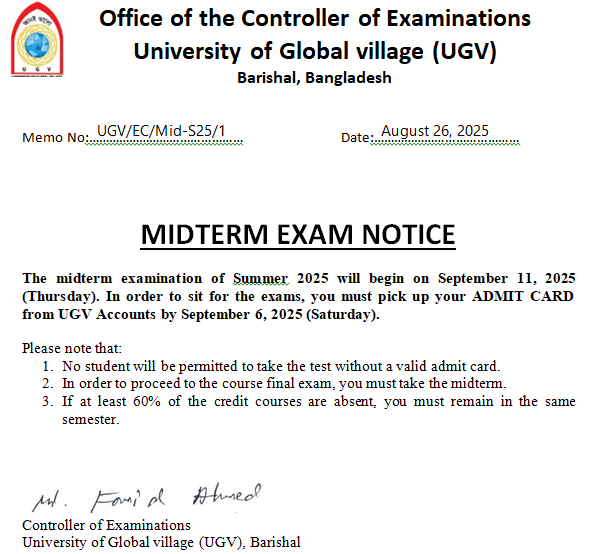 Office of the Controller of Examinations
University of Global village (UGV)
Barishal, Bangladesh
U G V
Memo No:..UGV/EC/Mid-S25/1...
Date:..August 26, 2025........
MIDTERM EXAM NOTICE
The midterm examination of Summer 2025 will begin on September 11, 2025
(Thursday). In order to sit for the exams, you must pick up your ADMIT CARD
from UGV Accounts by September 6, 2025 (Saturday).
Please note that:
1. No student will be permitted to take the test without a valid admit card.
2. In order to proceed to the course final exam, you must take the midterm.
3. If at least 60% of the credit courses are absent, you must remain in the same
semester.
Md. Farid Ahmed
Controller of Examinations
University of Global village (UGV), Barishal